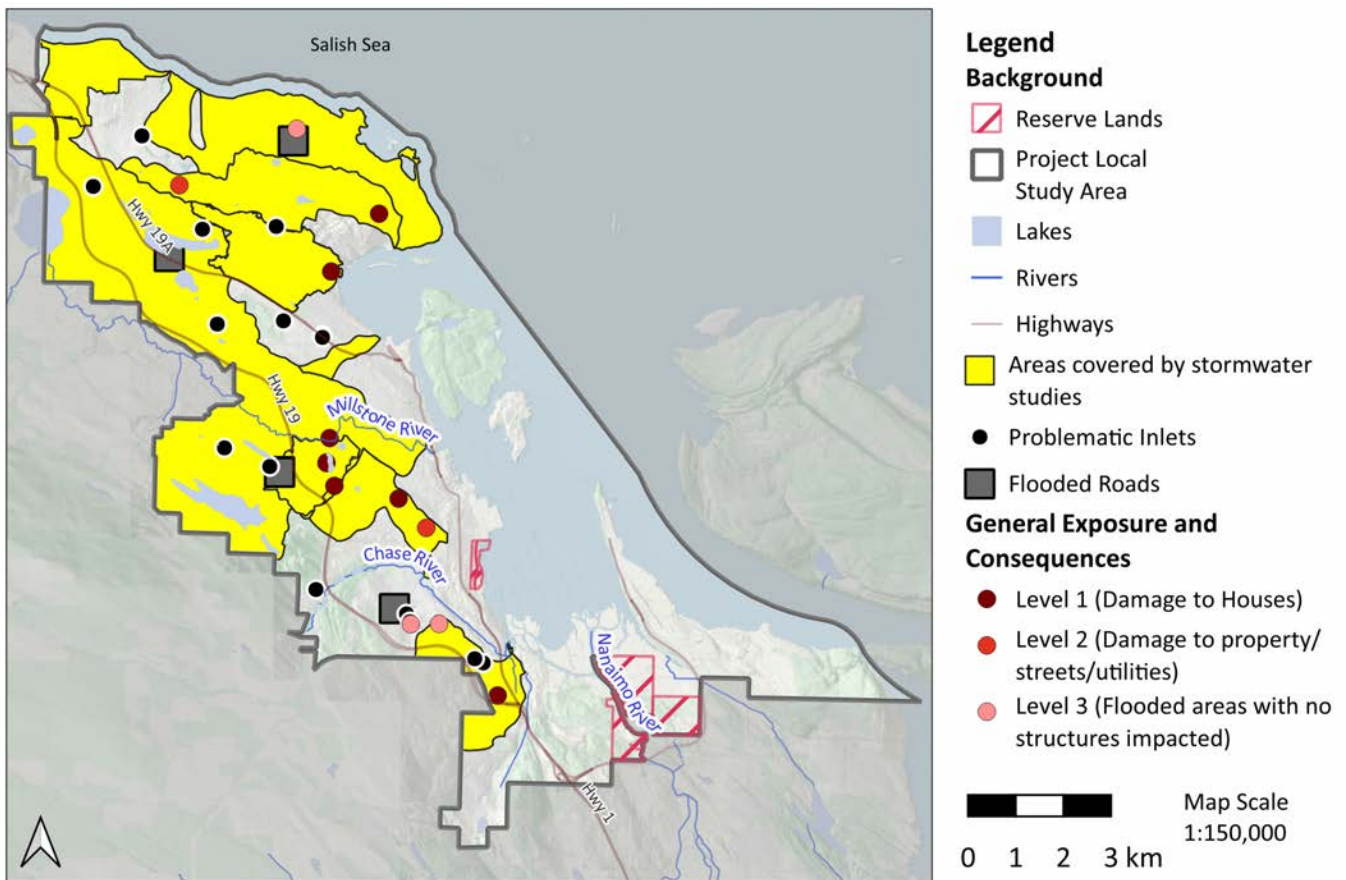 Salish Sea
Hwy 19A
Hwy 19
Millstone River
Chase River
Nanaimo River
Hwy 1
Legend
Background
Reserve Lands
Project Local
Study Area
Lakes
Rivers
Highways
Areas covered by stormwater
studies
Problematic Inlets
Flooded Roads
General Exposure and
Consequences
Level 1 (Damage to Houses)
Level 2 (Damage to property/
streets/utilities)
Level 3 (Flooded areas with no
structures impacted)
Map Scale
1:150,000
0 1 2 3 km